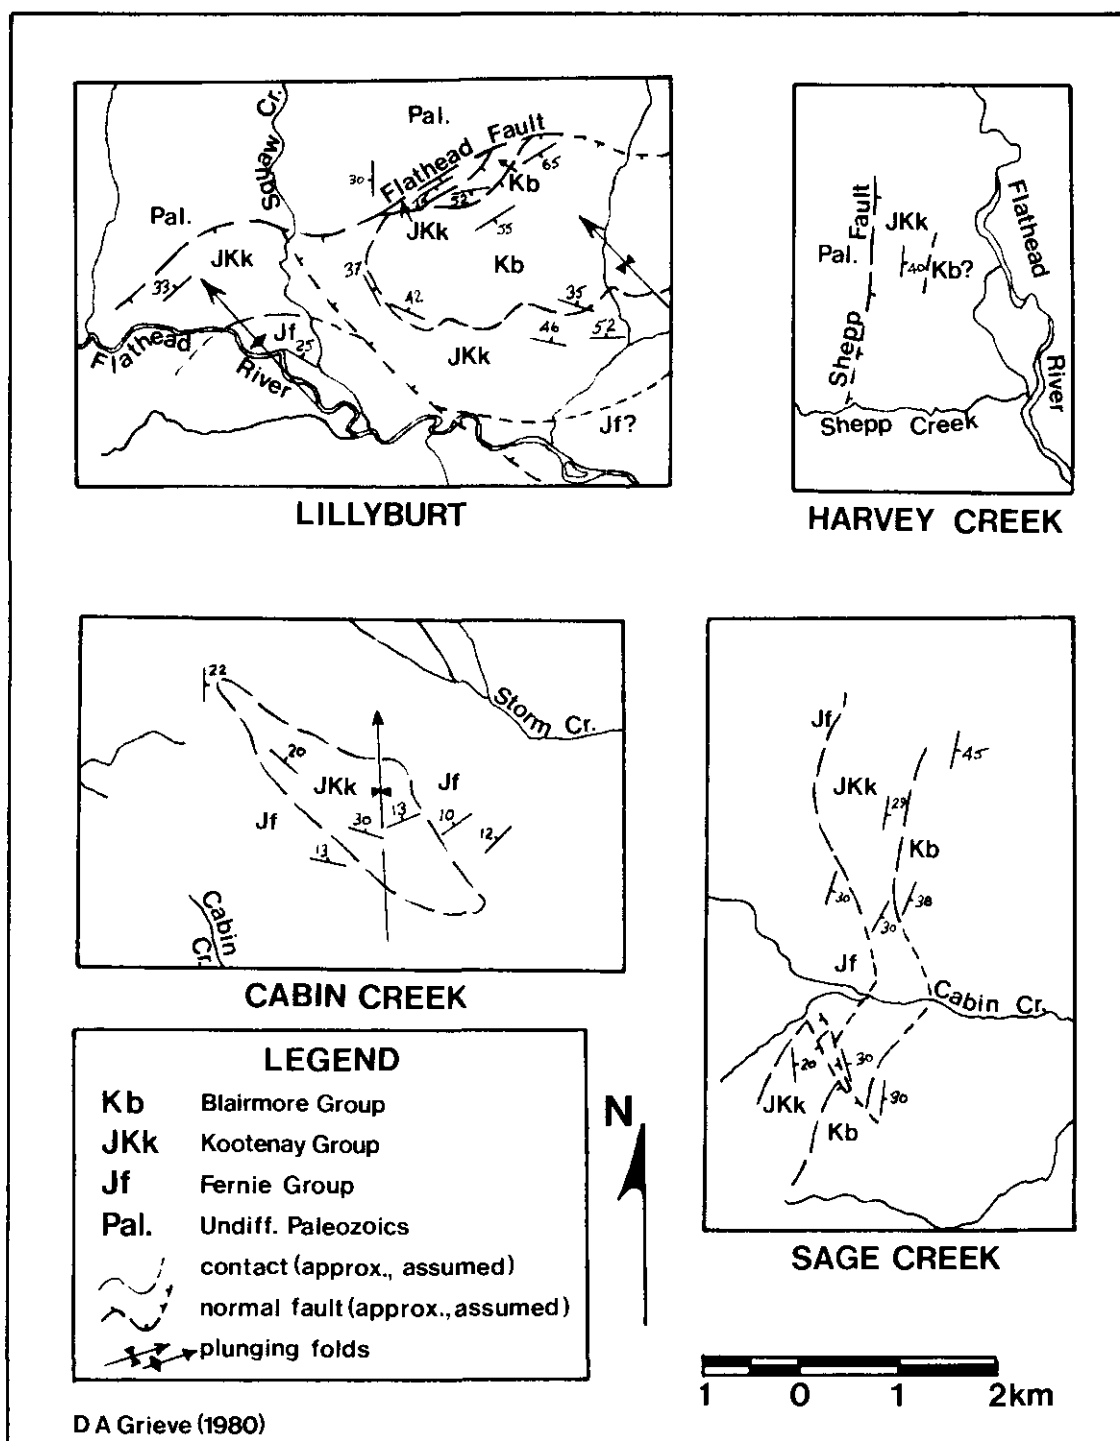 Squaw Cr.
Pal.
Flathead Fault
30
65
Kb
15
52
JKk
55
Pal.
JKk
Kb
33
37
42
35
46
52
Jf
25
JKk
Flathead River
Jf?
LILLYBURT
Flathead River
JKk
Pal.
Shepp Fault
40
Kb?
Shepp Creek
HARVEY CREEK
22
Storm Cr.
20
JKk
Jf
Jf
30
13
10
12
13
Cabin Cr.
CABIN CREEK
Jf
45
JKk
29
Kb
30
38
30
Jf
Cabin Cr.
20
30
JKk
30
Kb
SAGE CREEK
LEGEND
Kb Blairmore Group
JKk Kootenay Group
Jf Fernie Group
Pal. Undiff. Paleozoics
contact (approx., assumed)
normal fault (approx., assumed)
plunging folds
N
1 0 1 2km
D A Grieve (1980)